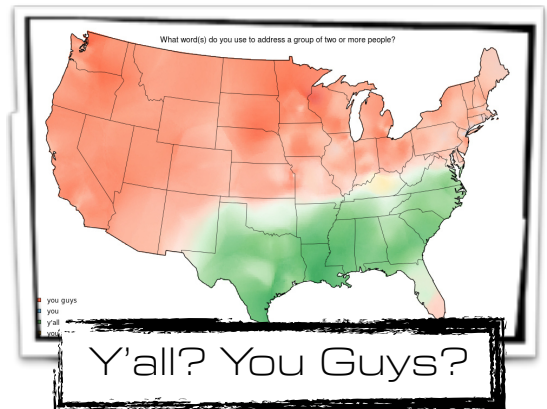 What word(s) do you use to address a group of two or more people?
you guys
you
y'all
Y'all? You Guys?